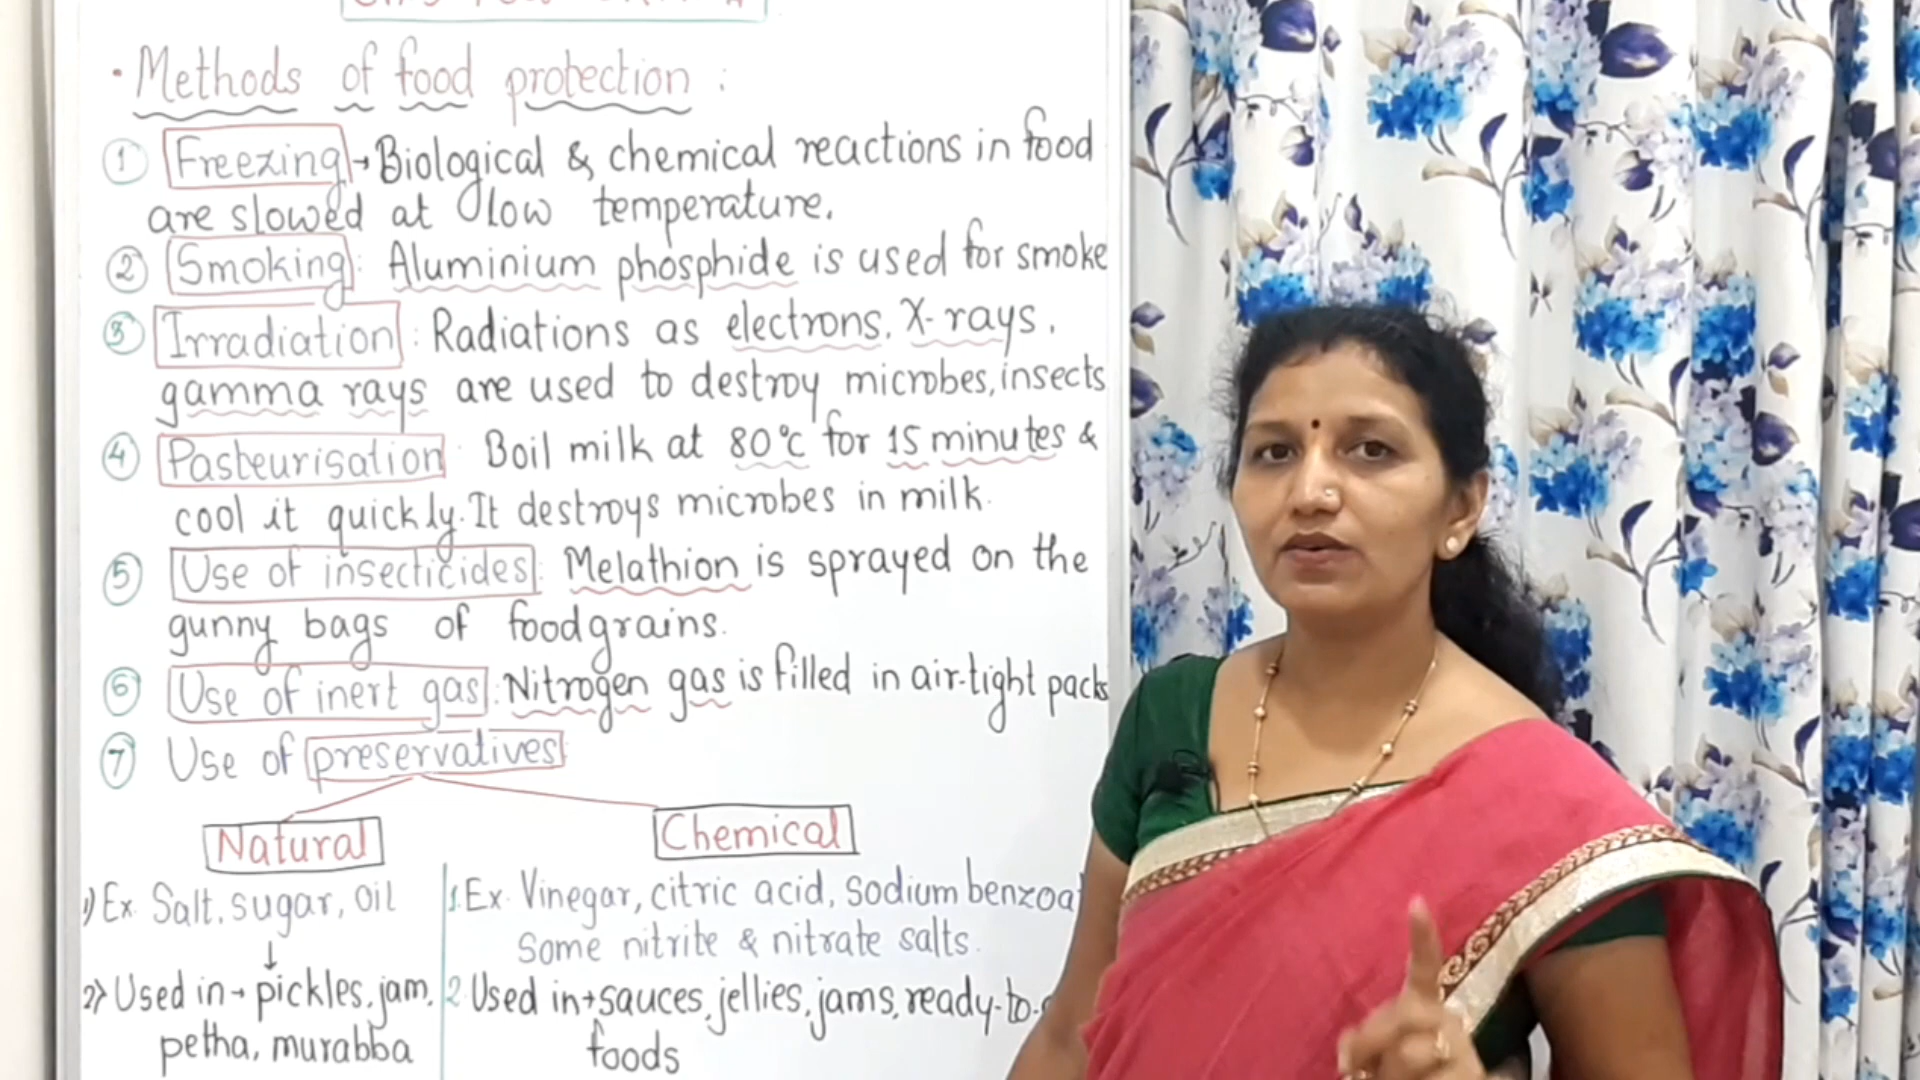 • Methods of food protection :
1 Freezing → Biological & chemical reactions in food
are slowed at low temperature.
2 Smoking : Aluminium phosphide is used for smoke
3 Irradiation : Radiations as electrons, X-rays,
gamma rays are used to destroy microbes, insects
4 Pasteurisation : Boil milk at 80°C for 15 minutes &
cool it quickly. It destroys microbes in milk.
5 Use of insecticides : Melathion is sprayed on the
gunny bags of foodgrains.
6 Use of inert gas : Nitrogen gas is filled in air-tight packs
7 Use of preservatives
Natural
Chemical
1) Ex. Salt, sugar, oil
↓
2) Used in → pickles, jam,
petha, murabba
1. Ex. Vinegar, citric acid, Sodium
Some nitrite & nitrate salts.
2. Used in → sauces, jellies, jams, ready-to-
foods